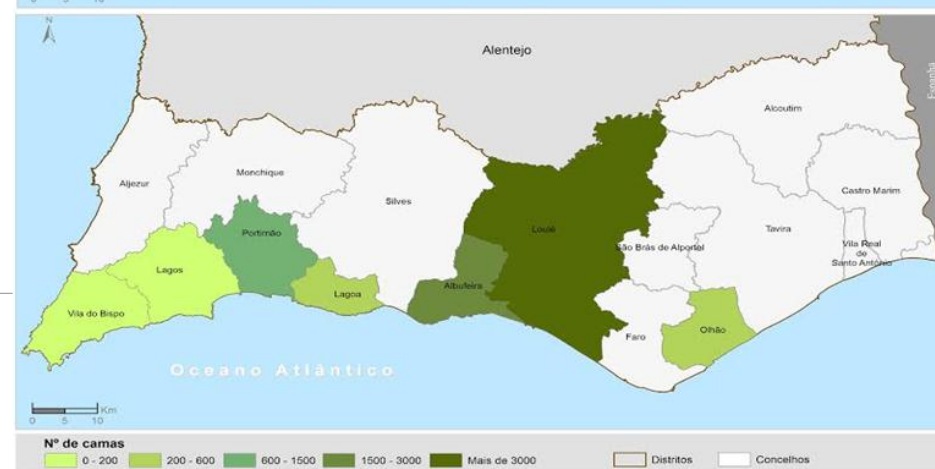 N
Alentejo
Espanha
Alcoutim
Monchique
Aljezur
Castro Marim
Silves
Portimão
Loulé
Tavira
São Brás de Alportel
Vila Real
de
Santo António
Lagos
Albufeira
Lagoa
Vila do Bispo
Olhão
Faro
Oceano Atlântico
Km
0 5 10
Nº de camas
0 - 200 200 - 600 600 - 1500 1500 - 3000 Mais de 3000 Distritos Concelhos